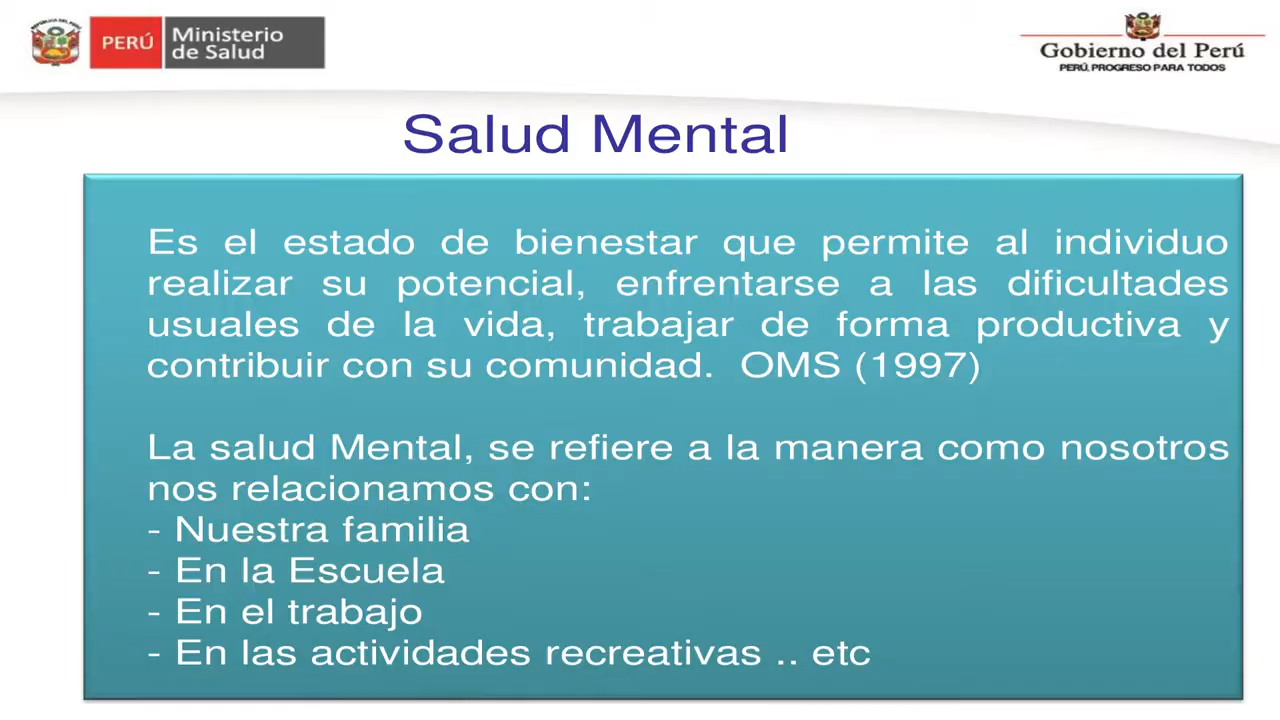 PERÚ
Ministerio
de Salud
Gobierno del Perú
PERÚ, PROGRESO PARA TODOS
Salud Mental
Es el estado de bienestar que permite al individuo
realizar su potencial, enfrentarse a las dificultades
usuales de la vida, trabajar de forma productiva y
contribuir con su comunidad. OMS (1997)
La salud Mental, se refiere a la manera como nosotros
nos relacionamos con:
- Nuestra familia
- En la Escuela
- En el trabajo
- En las actividades recreativas .. etc